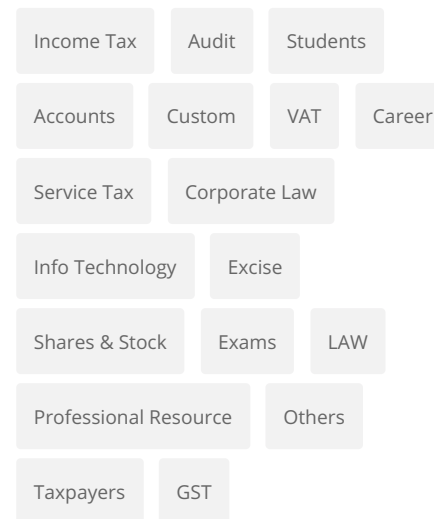 Income Tax Audit Students
Accounts Custom VAT Career
Service Tax Corporate Law
Info Technology Excise
Shares & Stock Exams LAW
Professional Resource Others
Taxpayers GST